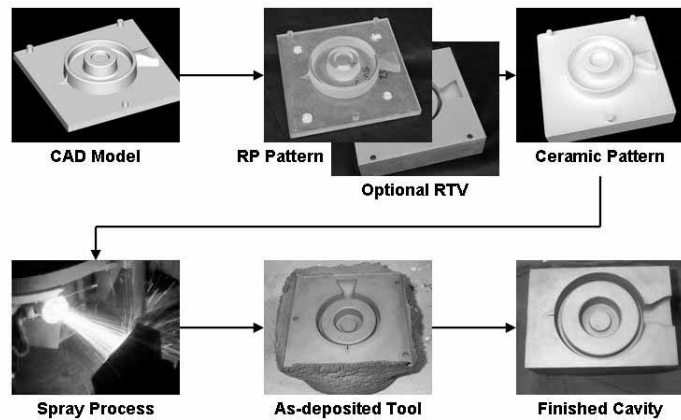 CAD Model
RP Pattern
Optional RTV
Ceramic Pattern
Spray Process
As-deposited Tool
Finished Cavity